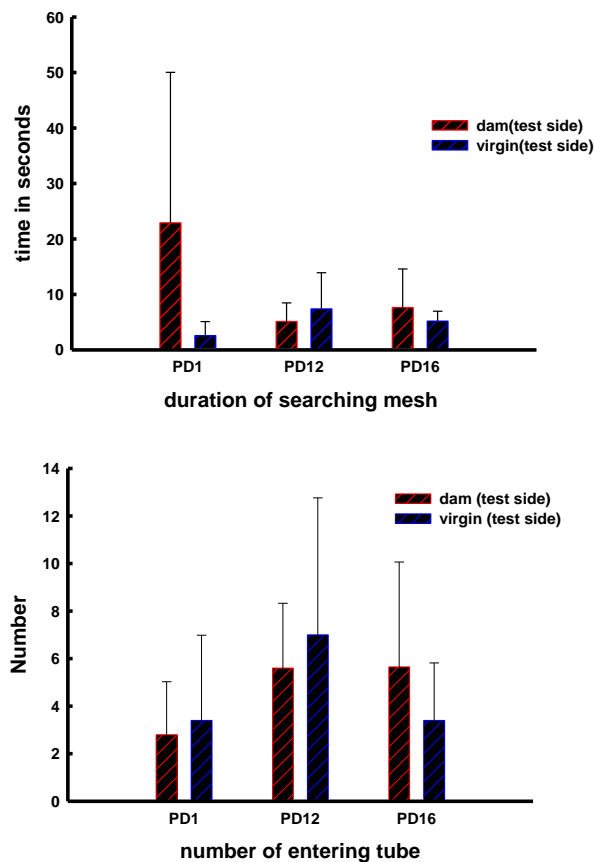 60
50
40
30
20
10
0
time in seconds
dam(test side)
virgin(test side)
PD1 PD12 PD16
duration of searching mesh
14
12
10
8
6
4
2
0
Number
dam (test side)
virgin (test side)
PD1 PD12 PD16
number of entering tube